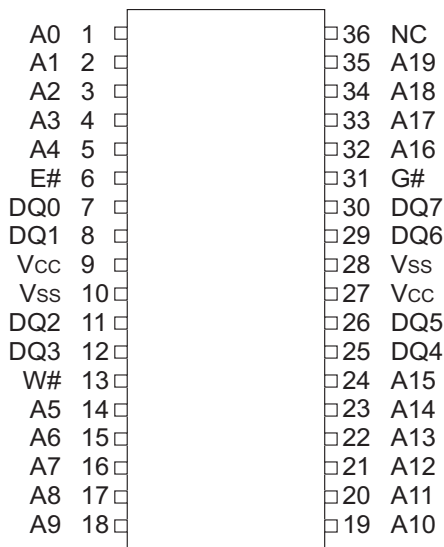 A0 1 36 NC
A1 2 35 A19
A2 3 34 A18
A3 4 33 A17
A4 5 32 A16
E# 6 31 G#
DQ0 7 30 DQ7
DQ1 8 29 DQ6
Vcc 9 28 Vss
Vss 10 27 Vcc
DQ2 11 26 DQ5
DQ3 12 25 DQ4
W# 13 24 A15
A5 14 23 A14
A6 15 22 A13
A7 16 21 A12
A8 17 20 A11
A9 18 19 A10